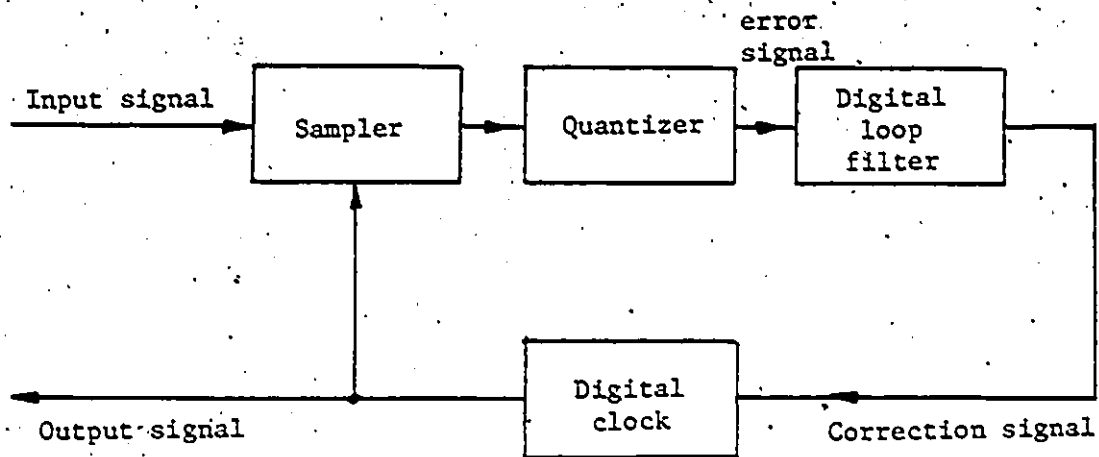 error
signal
Input signal
Sampler
Quantizer
Digital
loop
filter
Digital
clock
Output signal
Correction signal